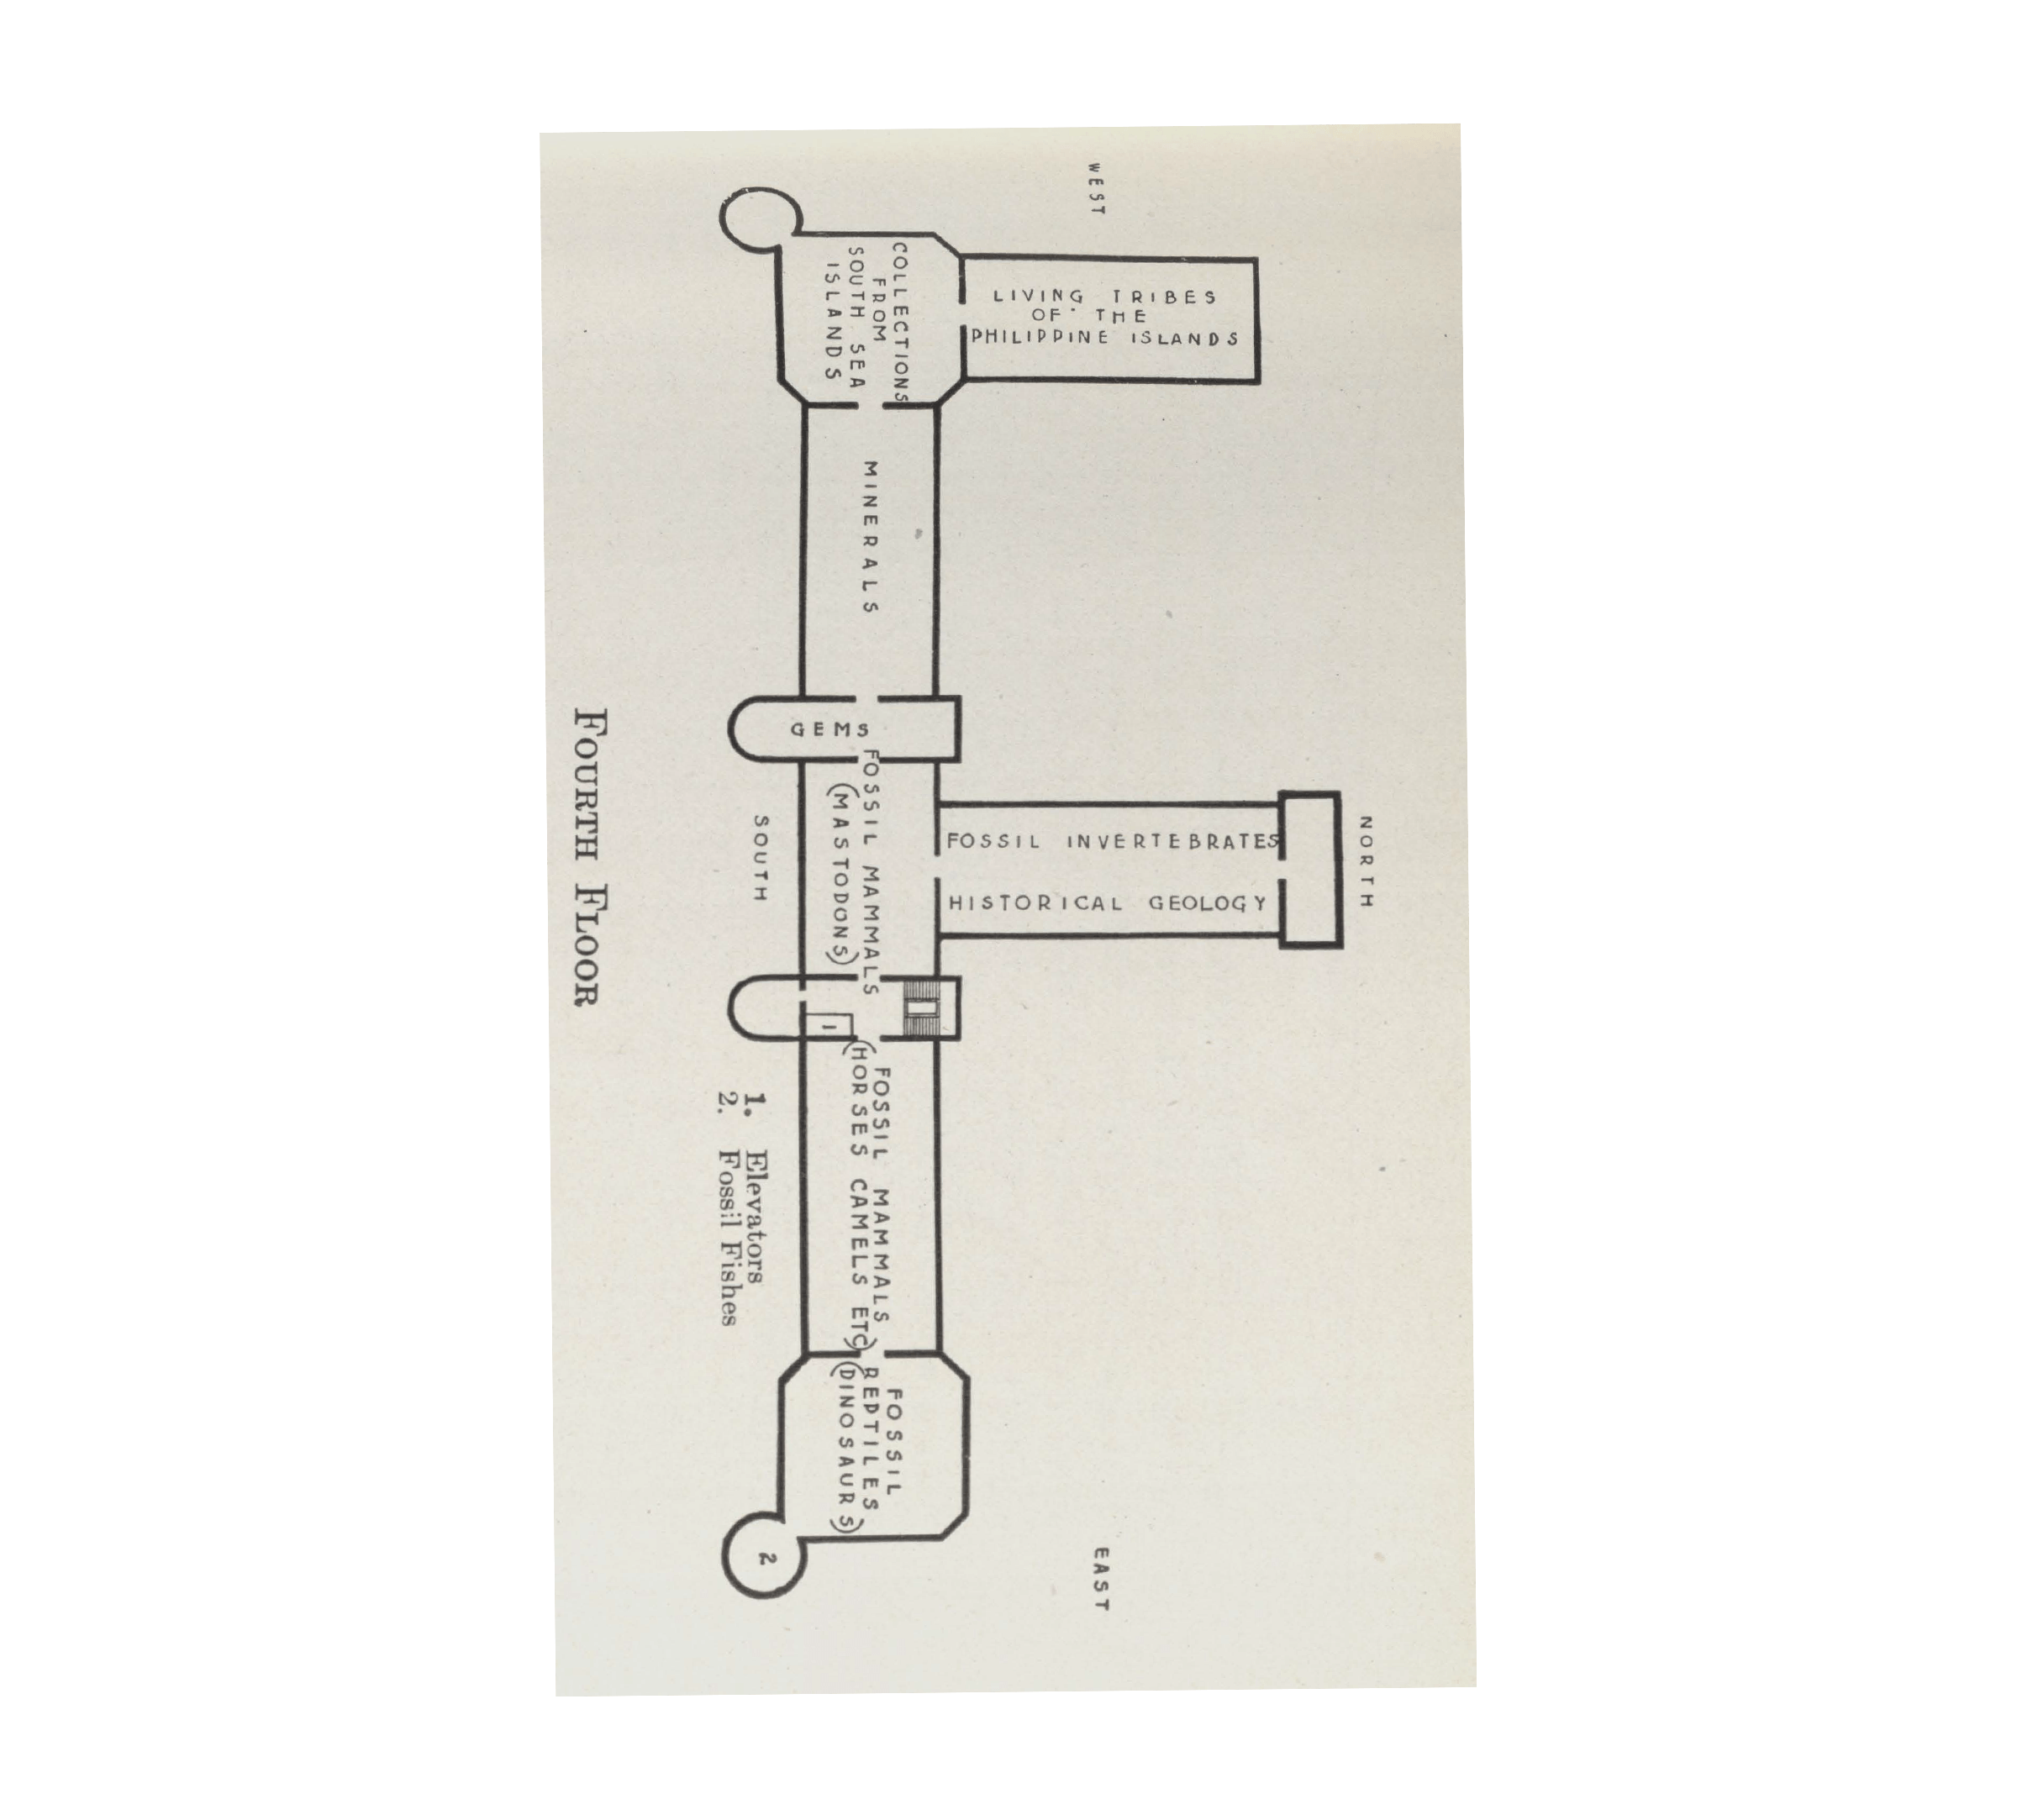 WEST
NORTH
EAST
LIVING TRIBES
OF THE
PHILIPPINE ISLANDS
COLLECTIONS
FROM
SOUTH SEA
ISLANDS
MINERALS
GEMS
FOSSIL MAMMALS
(MASTODONS)
FOSSIL INVERTEBRATES
HISTORICAL GEOLOGY
1
FOSSIL MAMMALS
(HORSES CAMELS ETC)
FOSSIL
REPTILES
(DINOSAURS)
2
SOUTH
1. Elevators
2. Fossil Fishes
FOURTH FLOOR